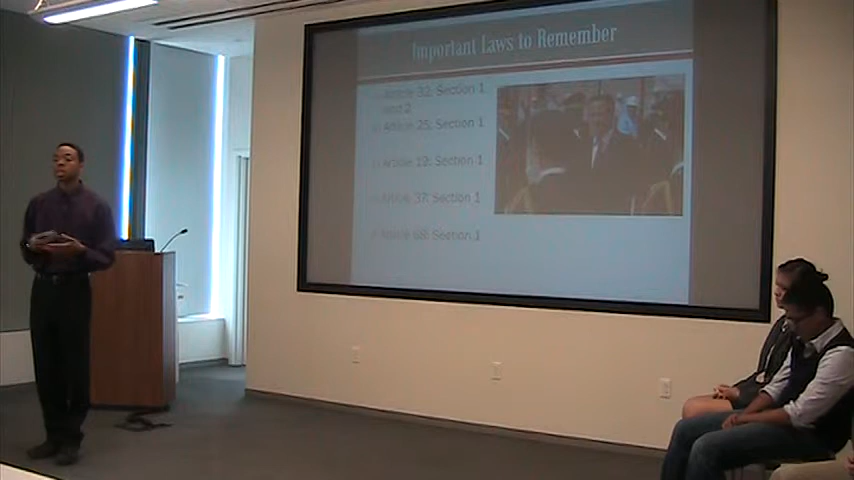 Important Laws to Remember
Article 32: Section 1
and 2
Article 25: Section 1
Article 19: Section 1
Article 37: Section 1
Article 68: Section 1